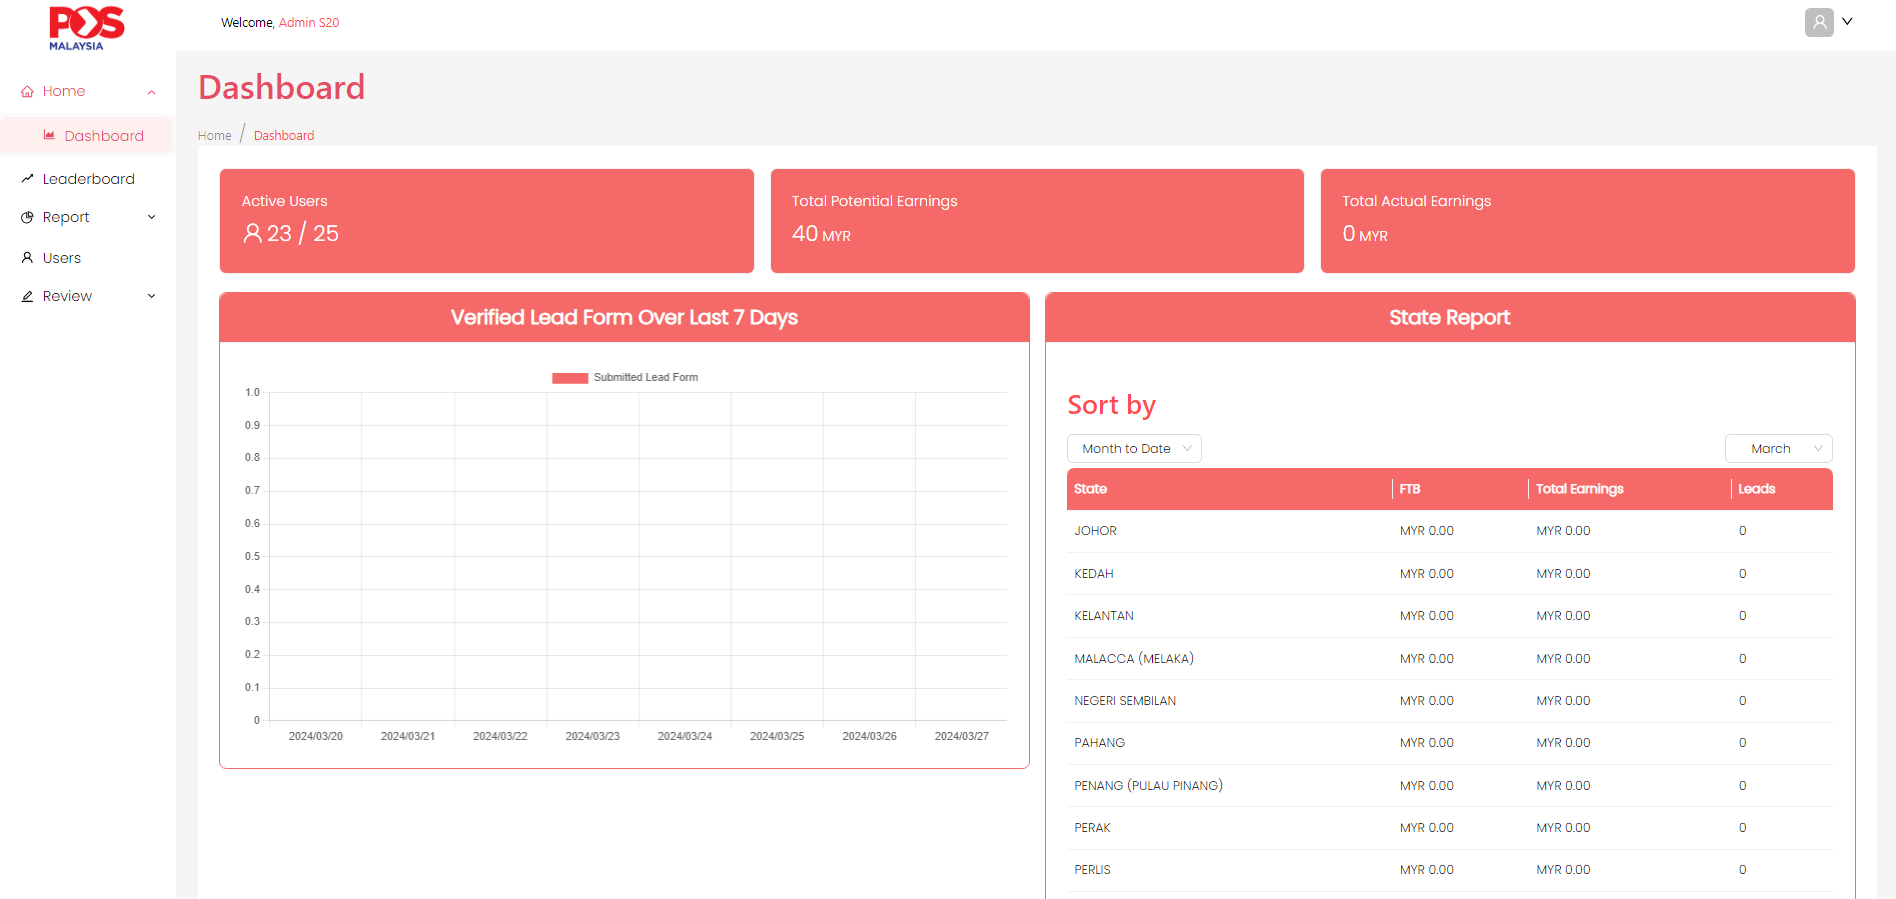 POS
MALAYSIA
Welcome, Admin S20
Home
Dashboard
Leaderboard
Report
Users
Review
Dashboard
Home / Dashboard
Active Users
23 / 25
Total Potential Earnings
40 MYR
Total Actual Earnings
0 MYR
Verified Lead Form Over Last 7 Days
Submitted Lead Form
1.0
0.9
0.8
0.7
0.6
0.5
0.4
0.3
0.2
0.1
0
2024/03/20 2024/03/21 2024/03/22 2024/03/23 2024/03/24 2024/03/25 2024/03/26 2024/03/27
State Report
Sort by
Month to Date March
State FTB Total Earnings Leads
JOHOR MYR 0.00 MYR 0.00 0
KEDAH MYR 0.00 MYR 0.00 0
KELANTAN MYR 0.00 MYR 0.00 0
MALACCA (MELAKA) MYR 0.00 MYR 0.00 0
NEGERI SEMBILAN MYR 0.00 MYR 0.00 0
PAHANG MYR 0.00 MYR 0.00 0
PENANG (PULAU PINANG) MYR 0.00 MYR 0.00 0
PERAK MYR 0.00 MYR 0.00 0
PERLIS MYR 0.00 MYR 0.00 0